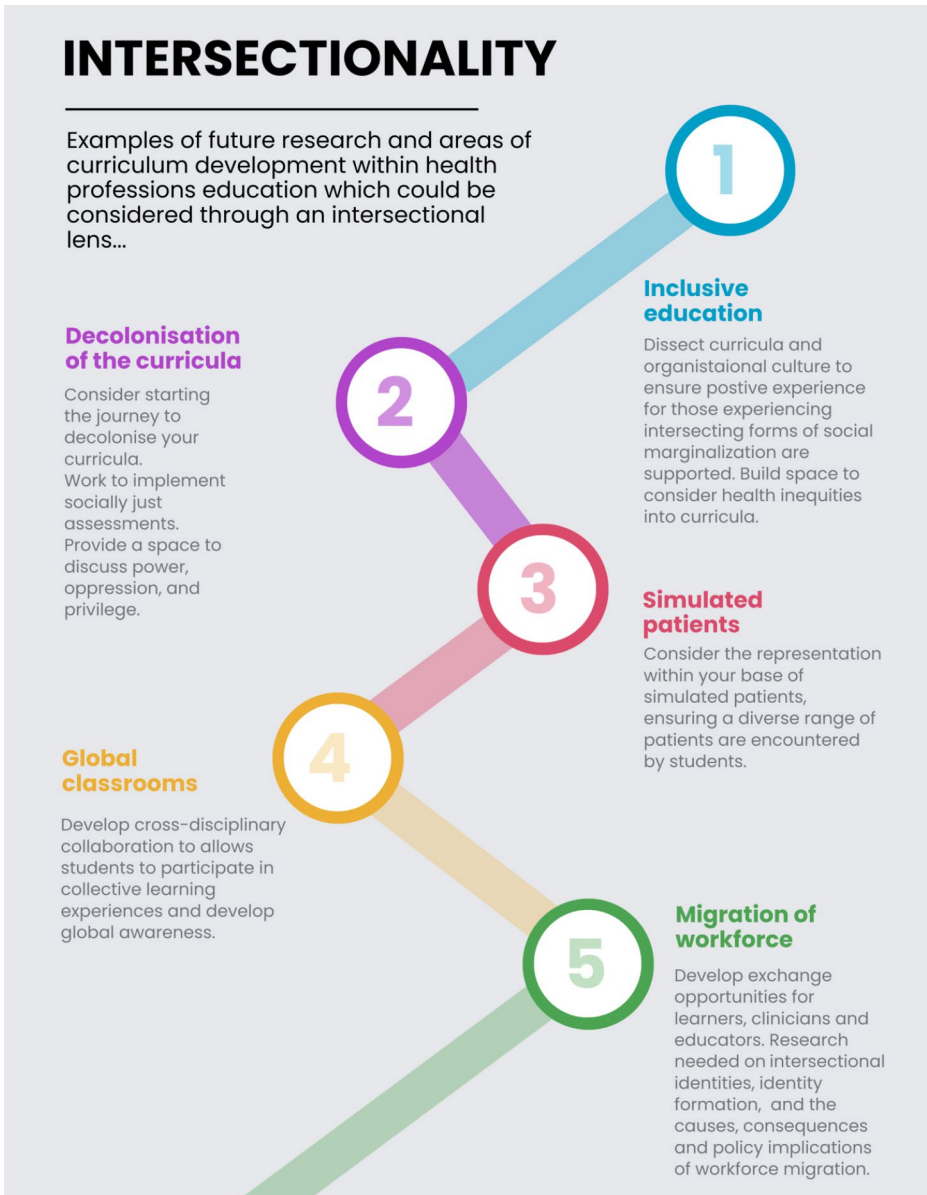 INTERSECTIONALITY
Examples of future research and areas of
curriculum development within health
professions education which could be
considered through an intersectional
lens...
1
Inclusive
education
Dissect curricula and
organistaional culture to
ensure postive experience
for those experiencing
intersecting forms of social
marginalization are
supported. Build space to
consider health inequities
into curricula.
2
Decolonisation
of the curricula
Consider starting
the journey to
decolonise your
curricula.
Work to implement
socially just
assessments.
Provide a space to
discuss power,
oppression, and
privilege.
3
Simulated
patients
Consider the representation
within your base of
simulated patients,
ensuring a diverse range of
patients are encountered
by students.
4
Global
classrooms
Develop cross-disciplinary
collaboration to allows
students to participate in
collective learning
experiences and develop
global awareness.
5
Migration of
workforce
Develop exchange
opportunities for
learners, clinicians and
educators. Research
needed on intersectional
identities, identity
formation,  and the
causes, consequences
and policy implications
of workforce migration.